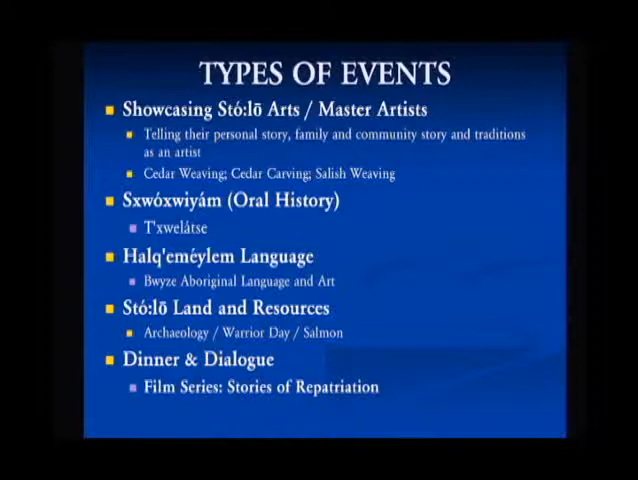 TYPES OF EVENTS
Showcasing Stó:lō Arts / Master Artists
Telling their personal story, family and community story and traditions
as an artist
Cedar Weaving; Cedar Carving; Salish Weaving
Sxwóxwiyám (Oral History)
T'xwelátse
Halq'eméylem Language
Bwyze Aboriginal Language and Art
Stó:lō Land and Resources
Archaeology / Warrior Day / Salmon
Dinner & Dialogue
Film Series: Stories of Repatriation